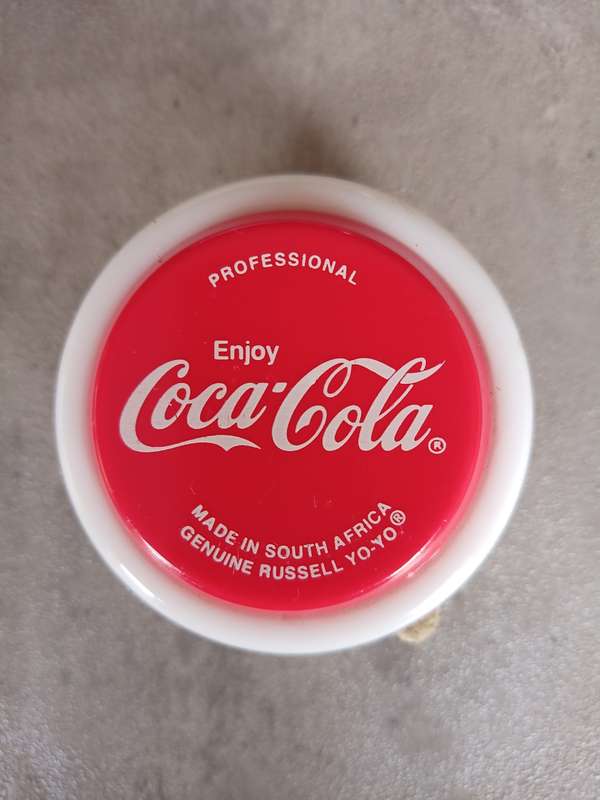 PROFESSIONAL
Enjoy
Coca-Cola®
MADE IN SOUTH AFRICA
GENUINE RUSSELL YO-YO®